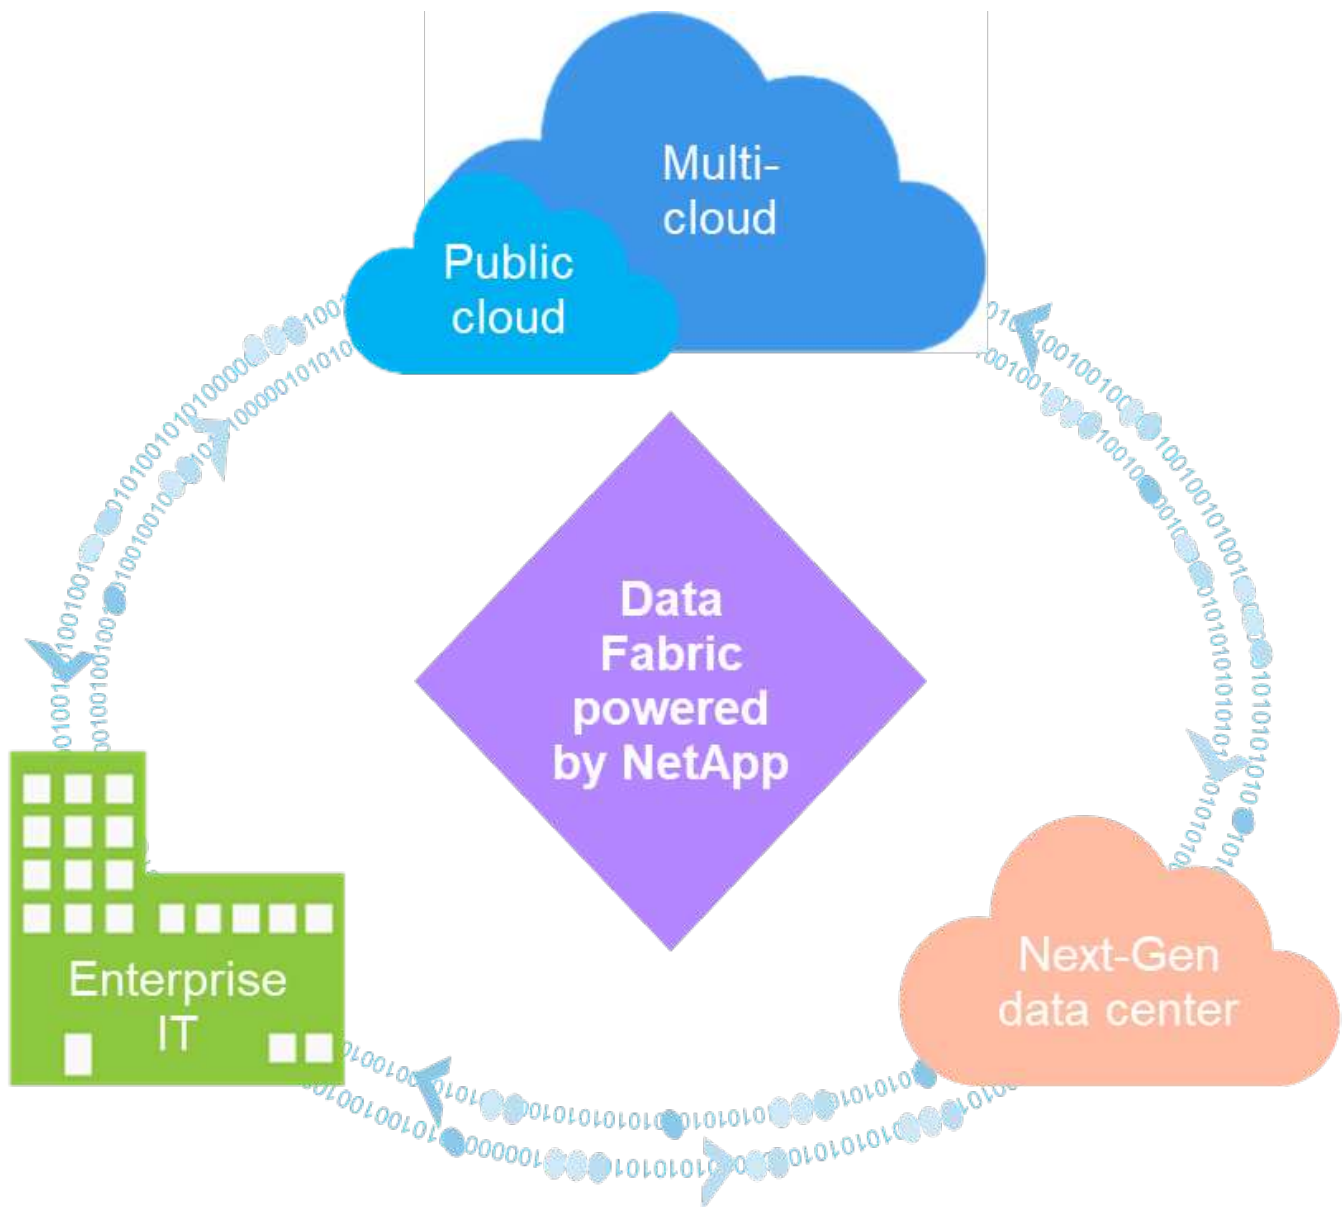 Multi-
cloud
Public
cloud
Data
Fabric
powered
by NetApp
Enterprise
IT
Next-Gen
data center